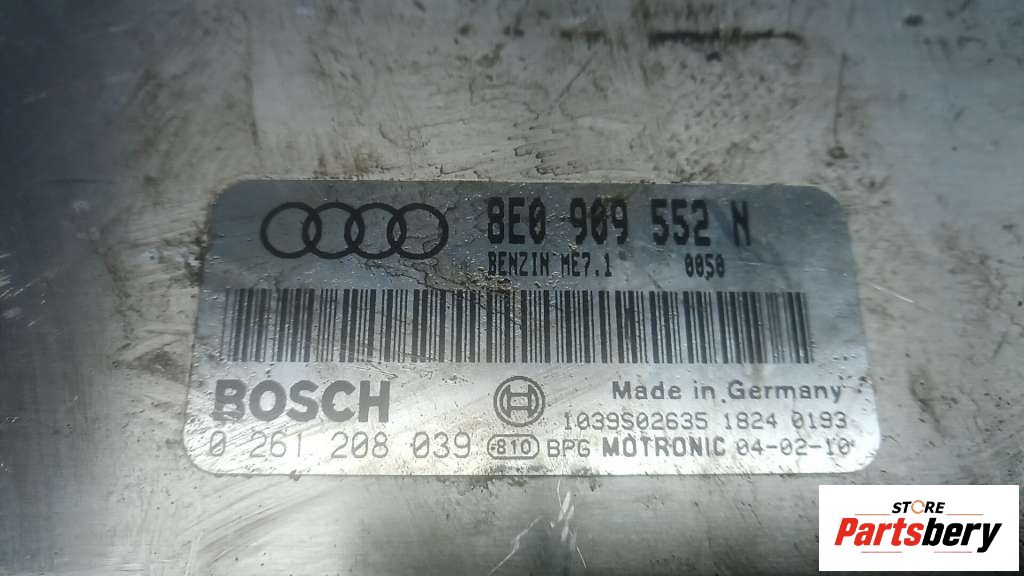 8E0 909 552 N
BENZIN ME7.1 0050
BOSCH
Made in Germany
1039S02635 1824 0193
0 261 208 039 810 BPG MOTRONIC 04-02-10
STORE
Partsbery